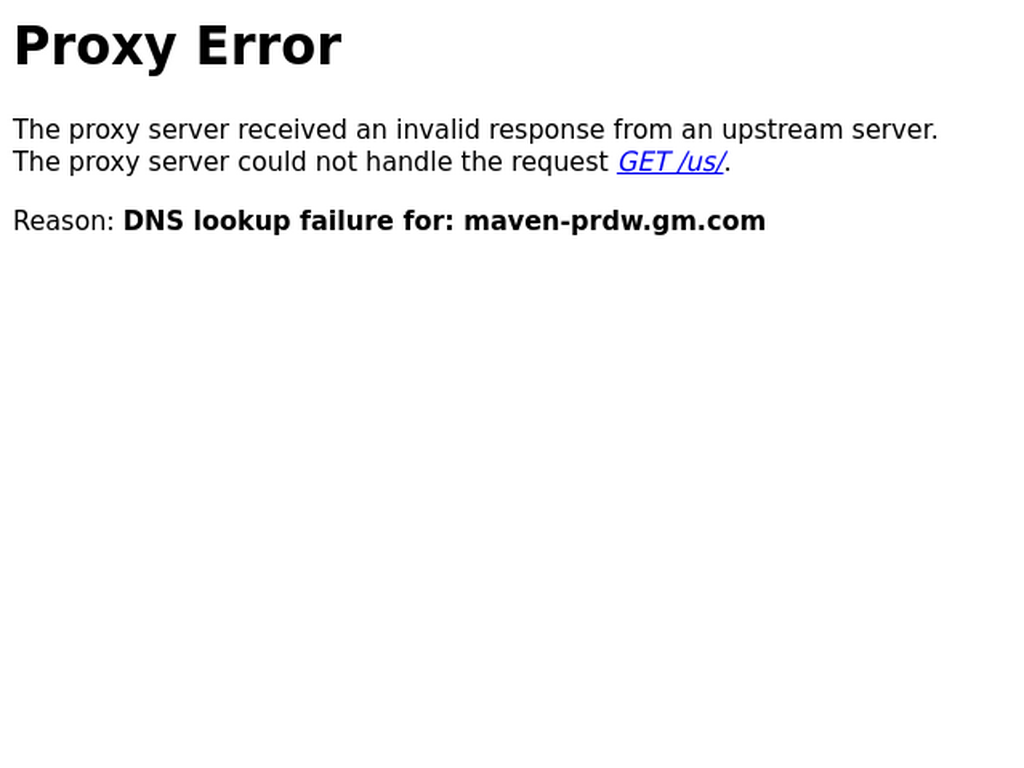 Proxy Error
The proxy server received an invalid response from an upstream server.
The proxy server could not handle the request GET /us/.
Reason: DNS lookup failure for: maven-prdw.gm.com